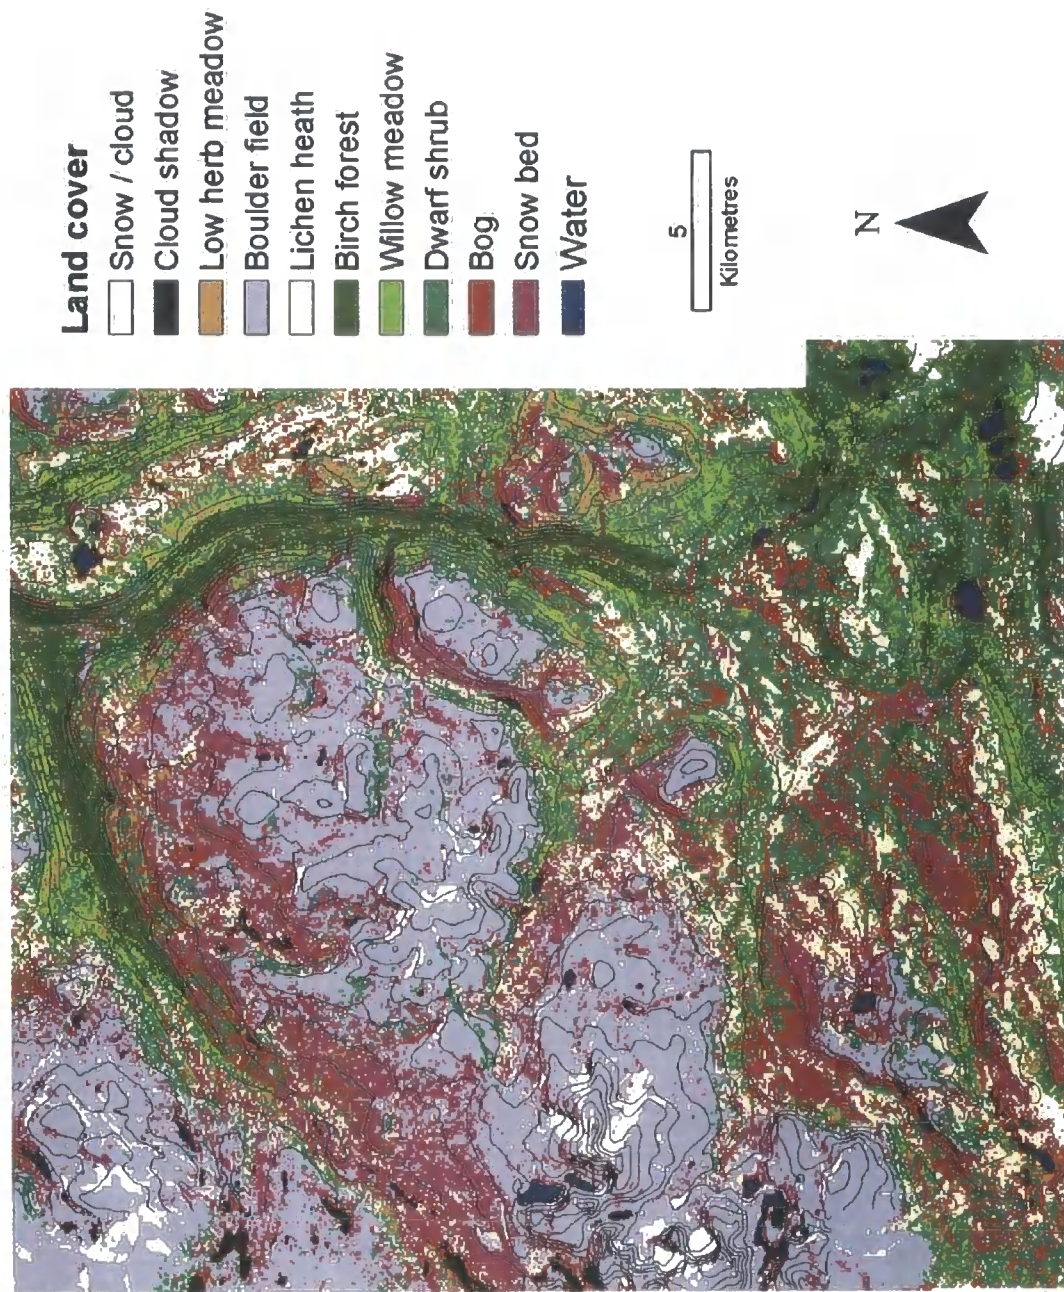 Land cover
Snow / cloud
Cloud shadow
Low herb meadow
Boulder field
Lichen heath
Birch forest
Willow meadow
Dwarf shrub
Bog
Snow bed
Water
5
Kilometres
N